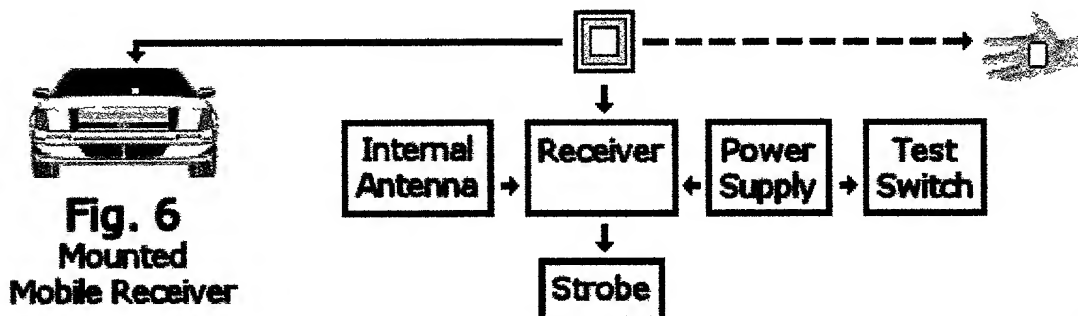 Internal
Antenna
Receiver
Power
Supply
Test
Switch
Fig. 6
Mounted
Mobile Receiver
Strobe